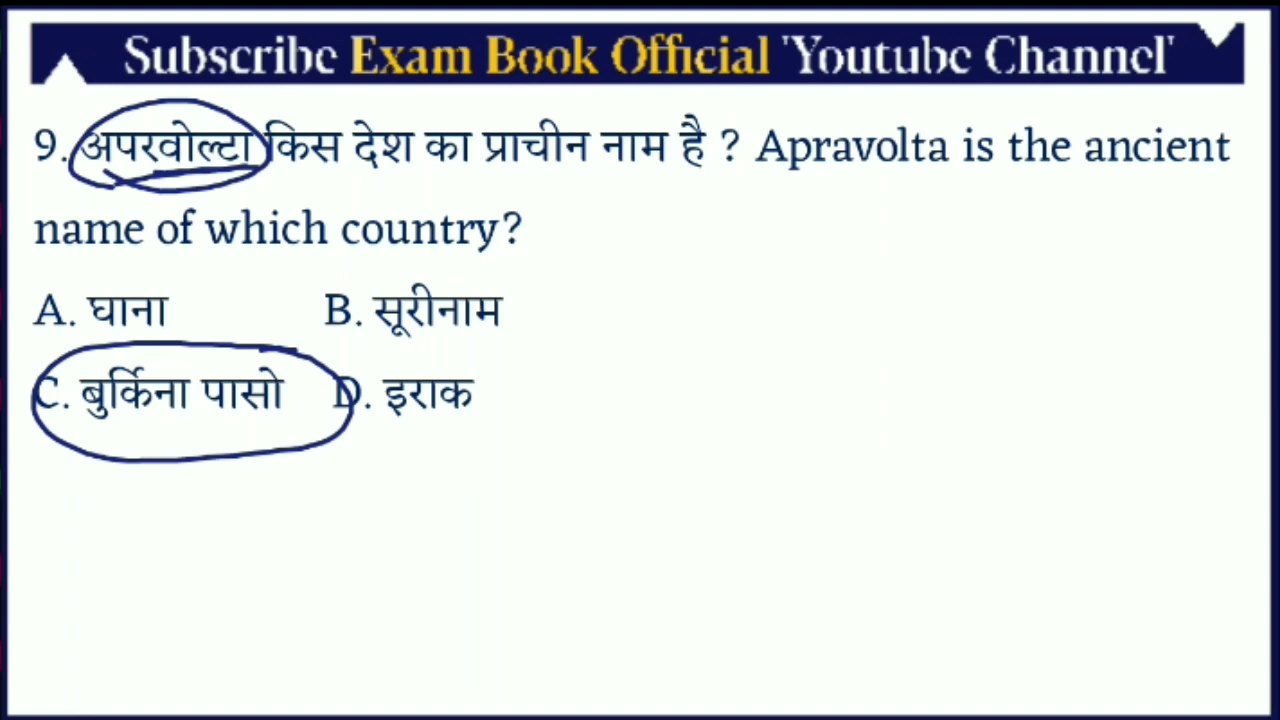 Subscribe Exam Book Official 'Youtube Channel'
9. अपरवोल्टा किस देश का प्राचीन नाम है ? Apravolta is the ancient
name of which country?
A. घाना B. सूरीनाम
C. बुर्किना पासो D. इराक